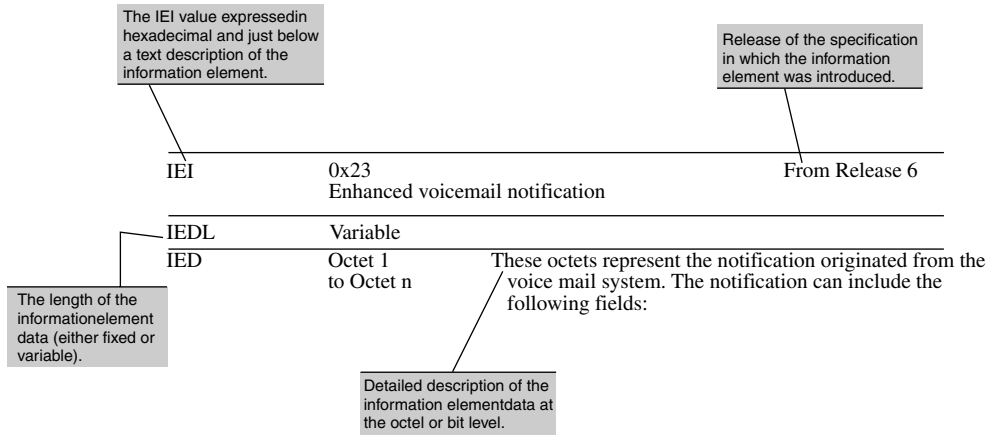 The IEI value expressedin
hexadecimal and just below
a text description of the
information element.
Release of the specification
in which the information
element was introduced.
IEI 0x23 From Release 6
Enhanced voicemail notification
IEDL Variable
IED Octet 1 These octets represent the notification originated from the
to Octet n voice mail system. The notification can include the
following fields:
The length of the
informationelement
data (either fixed or
variable).
Detailed description of the
information elementdata at
the octel or bit level.